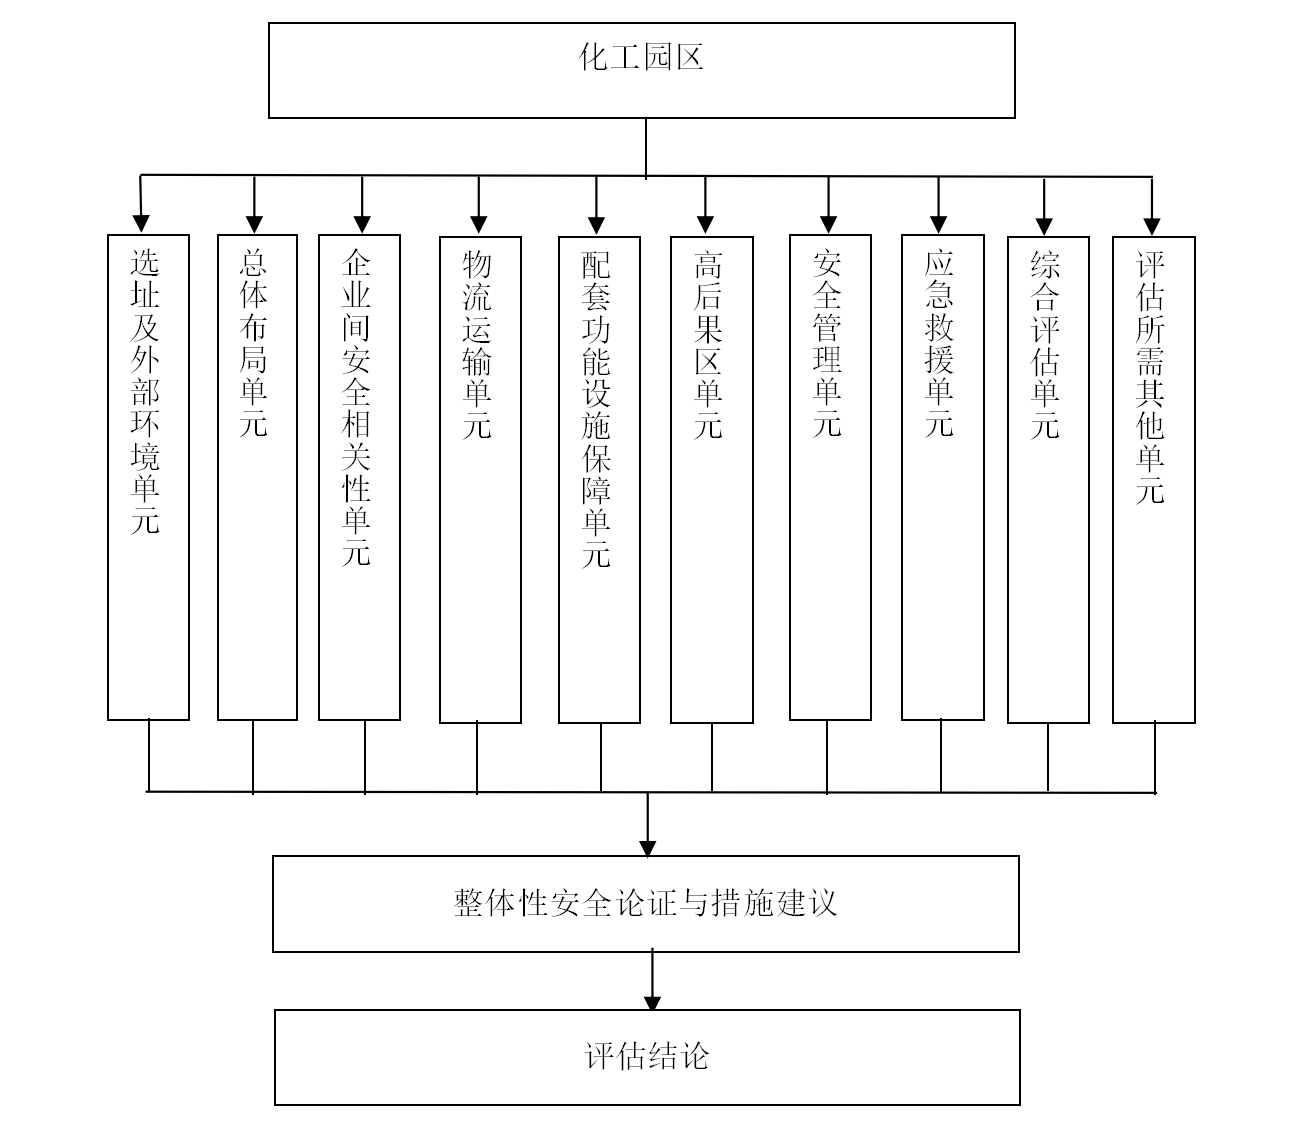 化工园区
选址及外部环境单元
总体布局单元
企业间安全相关性单元
物流运输单元
配套功能设施保障单元
高后果区单元
安全管理单元
应急救援单元
综合评估单元
评估所需其他单元
整体性安全论证与措施建议
评估结论